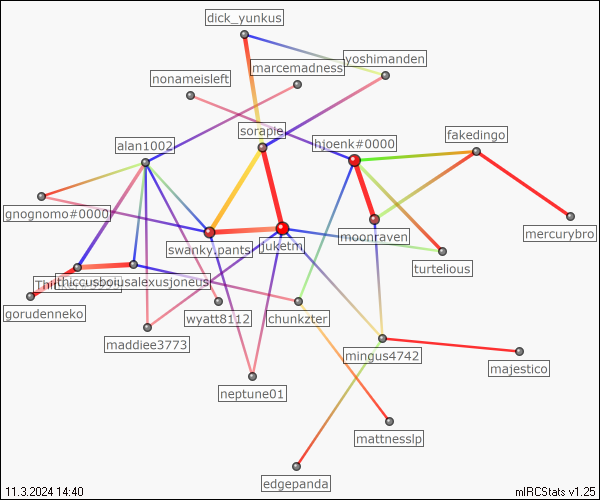 dick_yunkus
yoshimanden
marcemadness
nonameisleft
fakedingo
sorapie
hjoenk#0000
alan1002
gnognomo#0000
mercurybro
moonraven
swanky.pants
juketm
turtelious
thiccusbonusalexusjoneus
gorudenneko
wyatt8112
chunkzter
maddiee3773
mingus4742
majestico
neptune01
mattnesslp
edgepanda
11.3.2024 14:40
mIRCStats v1.25